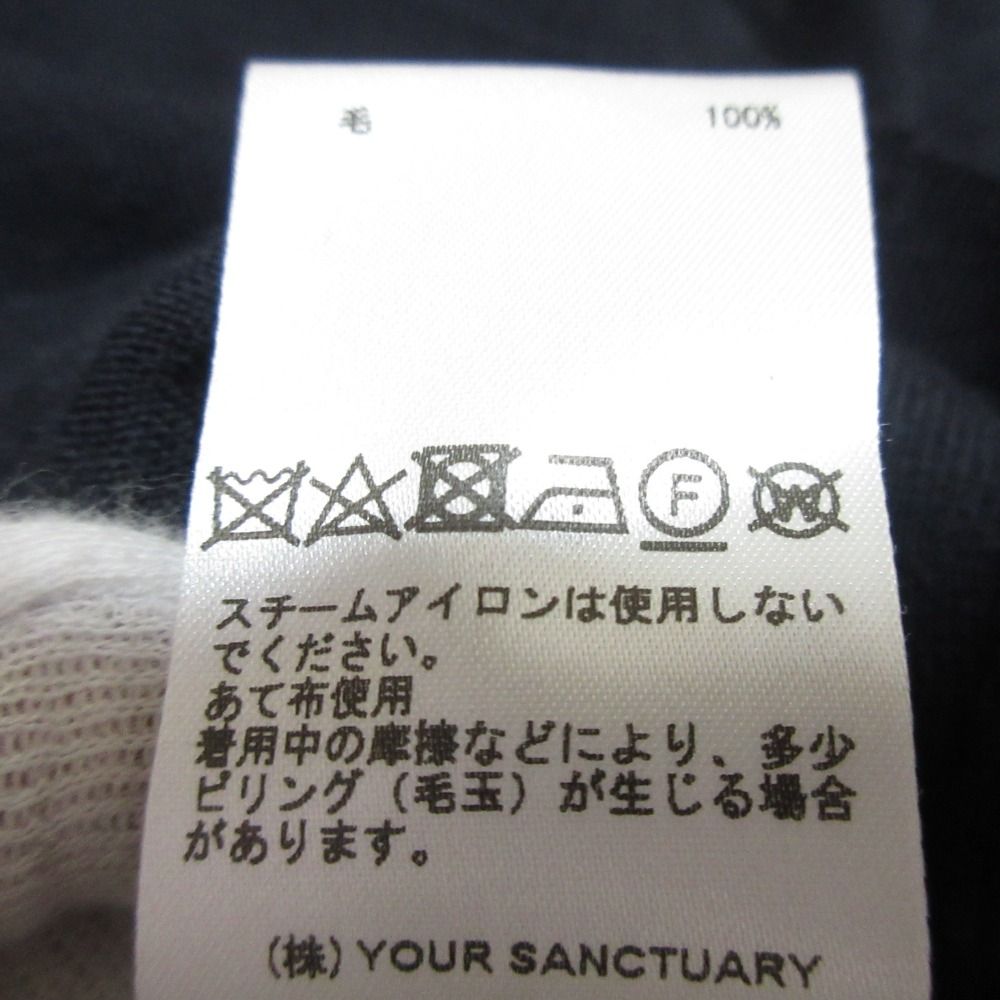 毛 100%
F W
スチームアイロンは使用しない
でください。
あて布使用
着用中の摩擦などにより、多少
ピリング(毛玉)が生じる場合
があります。
(株) YOUR SANCTUARY